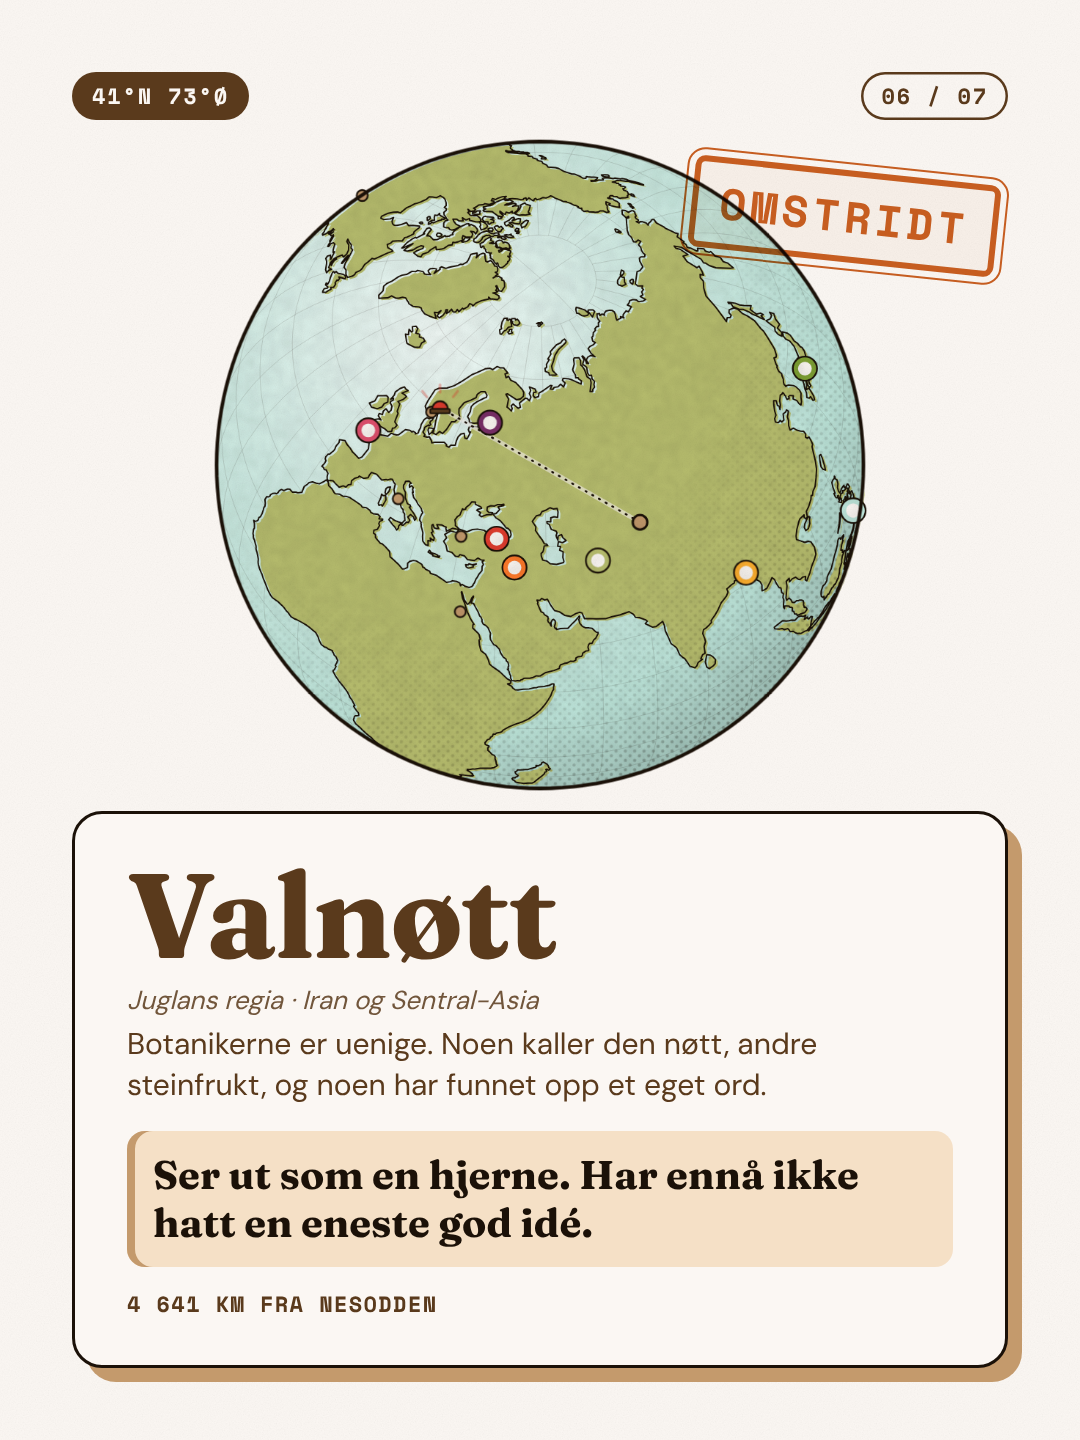 41°N 73°Ø
06 / 07
OMSTRIDT
Valnøtt
Juglans regia · Iran og Sentral-Asia
Botanikerne er uenige. Noen kaller den nøtt, andre
steinfrukt, og noen har funnet opp et eget ord.
Ser ut som en hjerne. Har ennå ikke
hatt en eneste god idé.
4 641 KM FRA NESODDEN